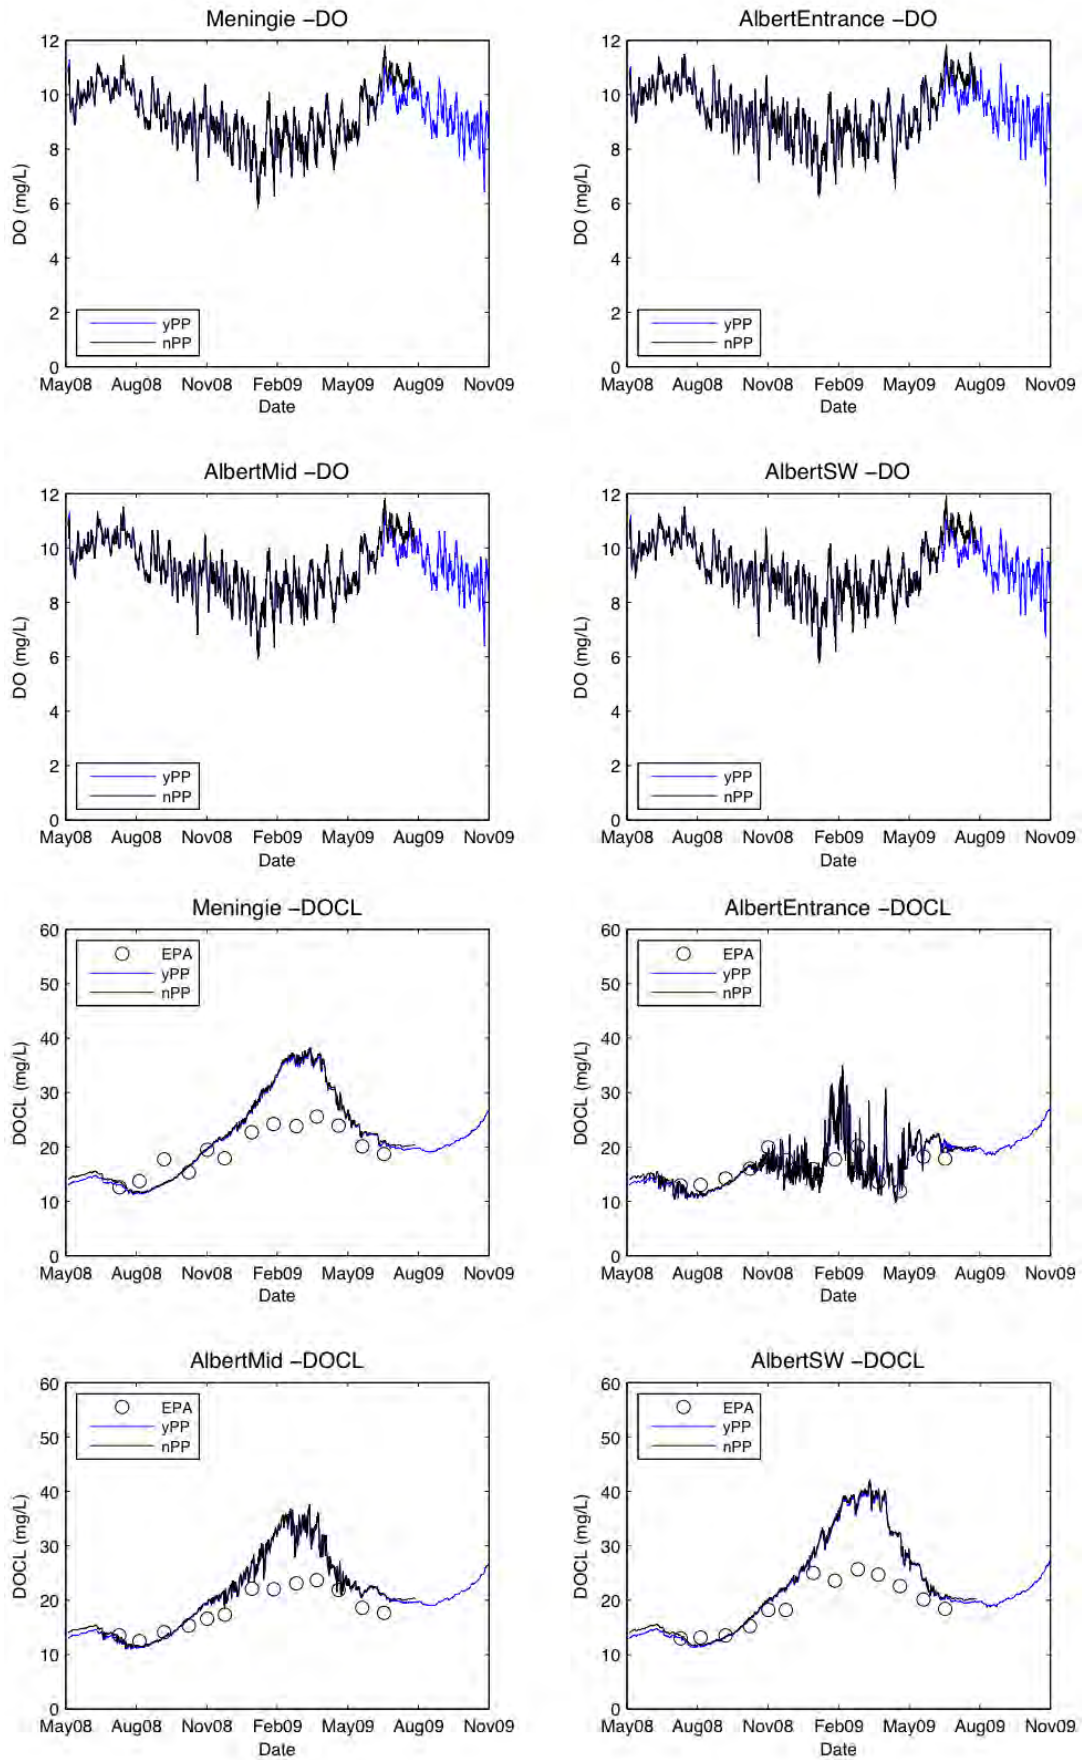 Meningie −DO
12
10
8
6
4
2
0
DO (mg/L)
yPP
nPP
May08 Aug08 Nov08 Feb09 May09 Aug09 Nov09
Date
AlbertEntrance −DO
12
10
8
6
4
2
0
DO (mg/L)
yPP
nPP
May08 Aug08 Nov08 Feb09 May09 Aug09 Nov09
Date
AlbertMid −DO
12
10
8
6
4
2
0
DO (mg/L)
yPP
nPP
May08 Aug08 Nov08 Feb09 May09 Aug09 Nov09
Date
AlbertSW −DO
12
10
8
6
4
2
0
DO (mg/L)
yPP
nPP
May08 Aug08 Nov08 Feb09 May09 Aug09 Nov09
Date
Meningie −DOCL
60
50
40
30
20
10
0
DOCL (mg/L)
EPA
yPP
nPP
May08 Aug08 Nov08 Feb09 May09 Aug09 Nov09
Date
AlbertEntrance −DOCL
60
50
40
30
20
10
0
DOCL (mg/L)
EPA
yPP
nPP
May08 Aug08 Nov08 Feb09 May09 Aug09 Nov09
Date
AlbertMid −DOCL
60
50
40
30
20
10
0
DOCL (mg/L)
EPA
yPP
nPP
May08 Aug08 Nov08 Feb09 May09 Aug09 Nov09
Date
AlbertSW −DOCL
60
50
40
30
20
10
0
DOCL (mg/L)
EPA
yPP
nPP
May08 Aug08 Nov08 Feb09 May09 Aug09 Nov09
Date